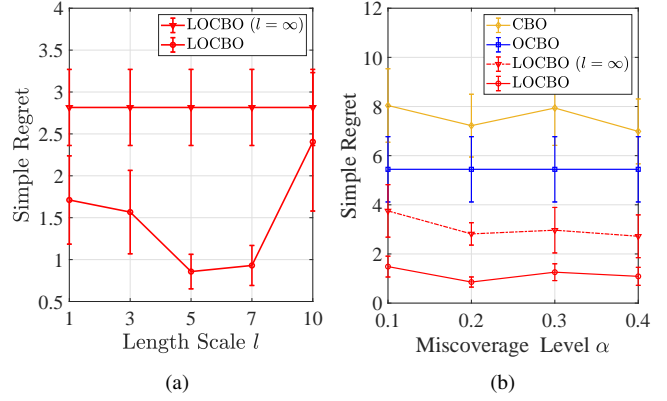 4
3.5
3
2.5
2
1.5
1
0.5
Simple Regret
LOCBO (l = ∞)
LOCBO
1 3 5 7 10
Length Scale l
(a)
12
10
8
6
4
2
0
Simple Regret
CBO
OCBO
LOCBO (l = ∞)
LOCBO
0.1 0.2 0.3 0.4
Miscoverage Level α
(b)